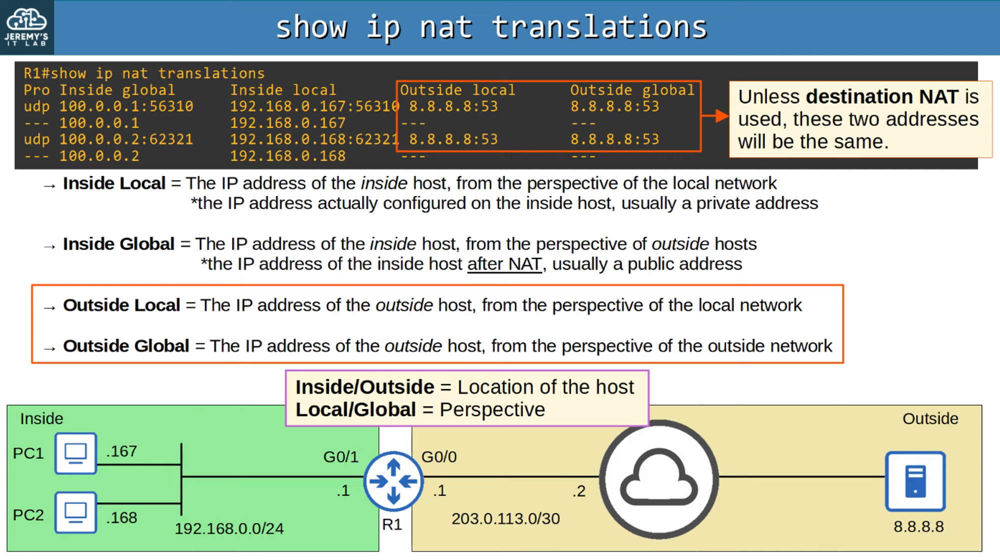 JEREMY'S
IT LAB
show ip nat translations
R1#show ip nat translations
Pro Inside global Inside local Outside local Outside global
udp 100.0.0.1:56310 192.168.0.167:56310 8.8.8.8:53 8.8.8.8:53
--- 100.0.0.1 192.168.0.167 --- ---
udp 100.0.0.2:62321 192.168.0.168:62321 8.8.8.8:53 8.8.8.8:53
--- 100.0.0.2 192.168.0.168 --- ---
Unless destination NAT is
used, these two addresses
will be the same.
→ Inside Local = The IP address of the inside host, from the perspective of the local network
*the IP address actually configured on the inside host, usually a private address
→ Inside Global = The IP address of the inside host, from the perspective of outside hosts
*the IP address of the inside host after NAT, usually a public address
→ Outside Local = The IP address of the outside host, from the perspective of the local network
→ Outside Global = The IP address of the outside host, from the perspective of the outside network
Inside/Outside = Location of the host
Local/Global = Perspective
Inside
Outside
PC1
.167
G0/1
G0/0
.1
.1
.2
PC2
.168
192.168.0.0/24
R1
203.0.113.0/30
8.8.8.8